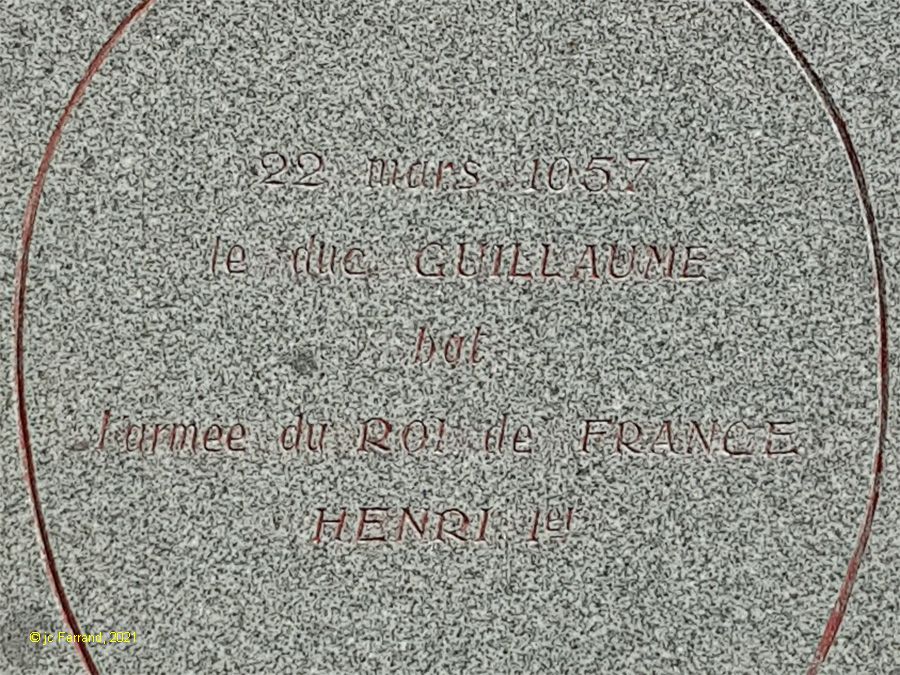 22 mars 1057
le duc GUILLAUME
bat
l'armée du ROI de FRANCE
HENRI 1er
© jc Ferrand, 2021